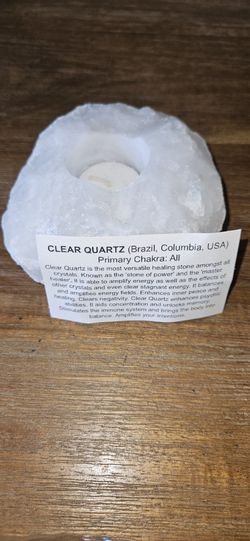 CLEAR QUARTZ (Brazil, Columbia, USA)
Primary Chakra: All
Clear Quartz is the most versatile healing stone amongst all
crystals. Known as the 'stone of power' and the 'master
healer', it is able to amplify energy as well as the effects of
other crystals and even clear stagnant energy. It balances
and amplifies energy fields. Enhances inner peace and
healing. Clears negativity. Clear Quartz enhances psychic
senses. It aids concentration and unlocks memory.
Stimulates the immune system and brings the body into
balance. Amplifies your intentions.